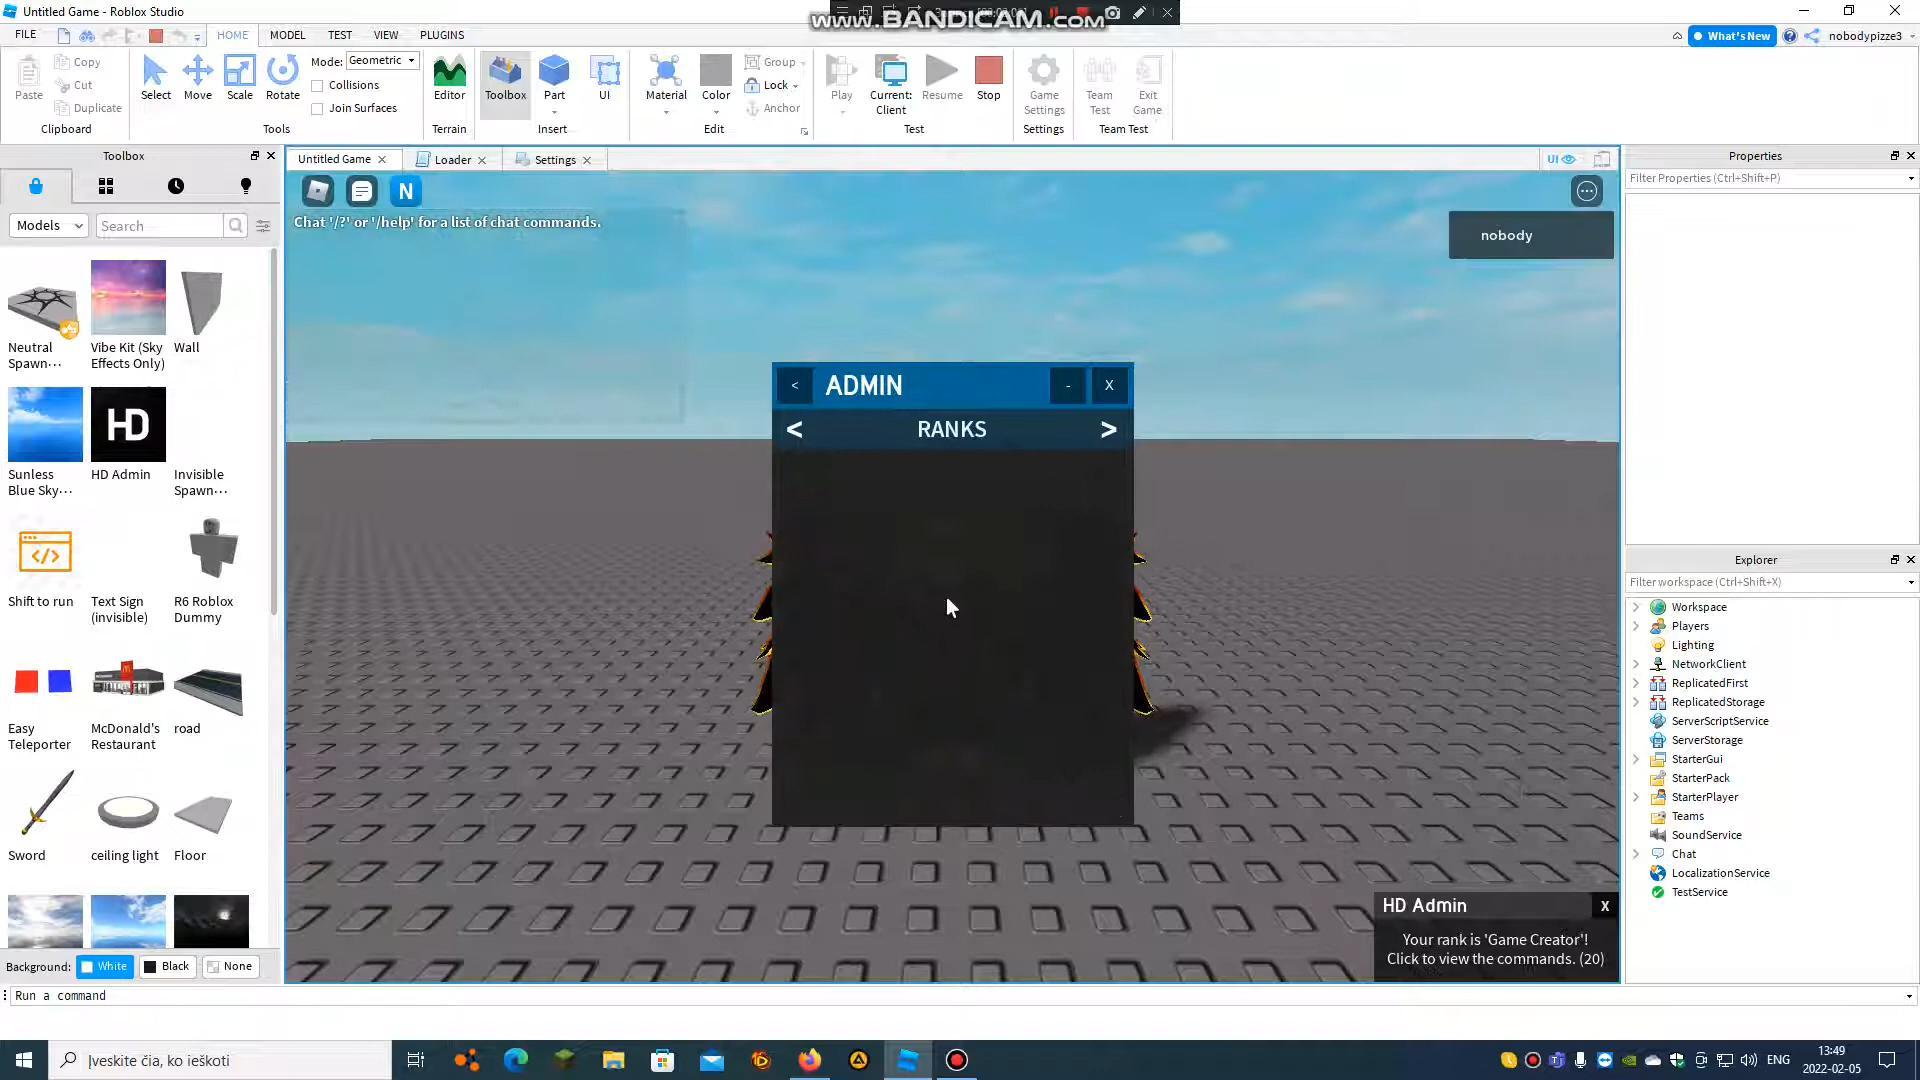 Untitled Game - Roblox Studio
www.BANDICAM.com
FILE
HOME
MODEL
TEST
VIEW
PLUGINS
What's New
nobodypizze3
Paste
Copy
Cut
Duplicate
Clipboard
Select
Move
Scale
Rotate
Mode: Geometric
Collisions
Join Surfaces
Tools
Editor
Terrain
Toolbox
Part
UI
Insert
Material
Color
Group
Lock
Anchor
Edit
Play
Current: Client
Resume
Stop
Test
Game Settings
Settings
Team Test
Exit Game
Team Test
Toolbox
Untitled Game
Loader
Settings
UI
Properties
Filter Properties (Ctrl+Shift+P)
Models
Search
N
Chat '/?' or '/help' for a list of chat commands.
nobody
Neutral Spawn...
Vibe Kit (Sky Effects Only)
Wall
HD
Sunless Blue Sky...
HD Admin
Invisible Spawn...
Shift to run
Text Sign (invisible)
R6 Roblox Dummy
Easy Teleporter
McDonald's Restaurant
road
Sword
ceiling light
Floor
< ADMIN - X
< RANKS >
HD Admin X
Your rank is 'Game Creator'!
Click to view the commands. (20)
Explorer
Filter workspace (Ctrl+Shift+X)
Workspace
Players
Lighting
NetworkClient
ReplicatedFirst
ReplicatedStorage
ServerScriptService
ServerStorage
StarterGui
StarterPack
StarterPlayer
Teams
SoundService
Chat
LocalizationService
TestService
Background: White Black None
Run a command
Įveskite čia, ko ieškoti
ENG
13:49
2022-02-05